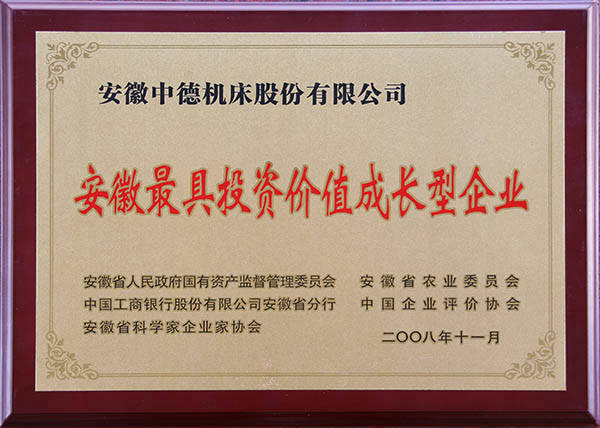 安徽中德机床股份有限公司
安徽最具投资价值成长型企业
安徽省人民政府国有资产监督管理委员会 安徽省农业委员会
中国工商银行股份有限公司安徽省分行 中国企业评价协会
安徽省科学家企业家协会
二〇〇八年十一月